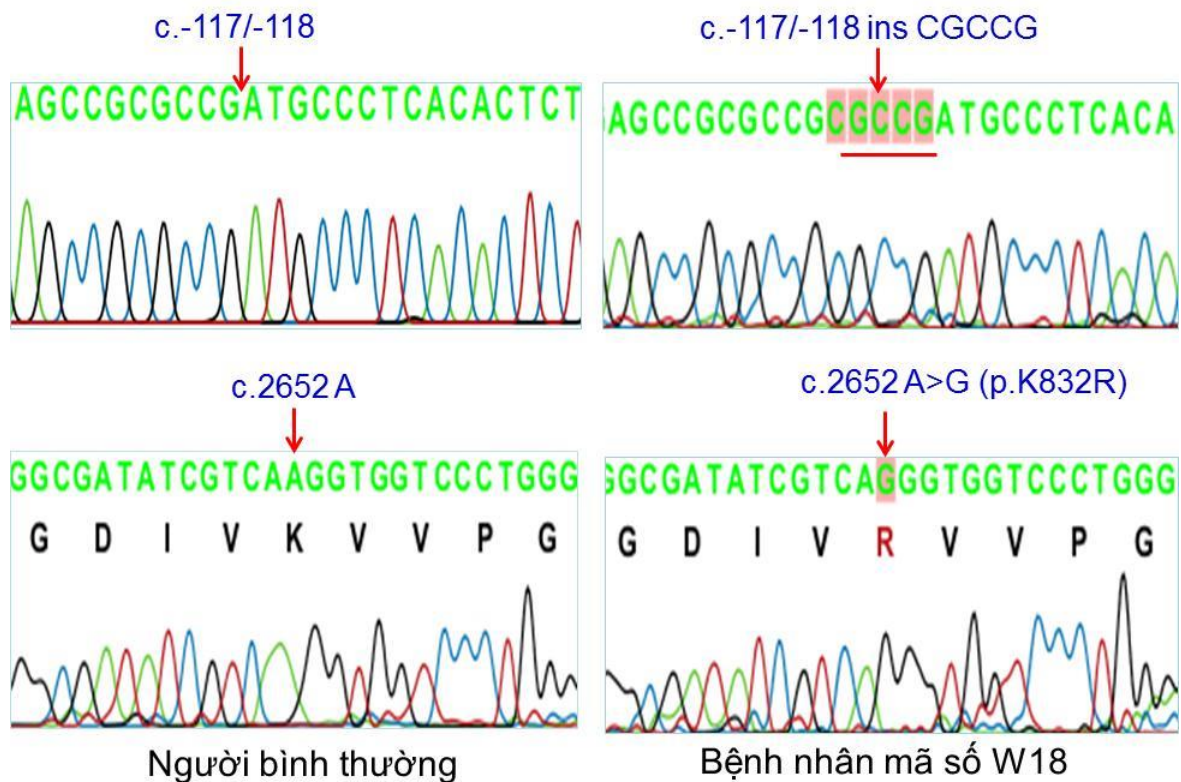 c.-117/-118
AGCCGCGCCGATGCCCTCACACTCT
c.-117/-118 ins CGCCG
AGCCGCGCCGCGCCGATGCCCTCACA
c.2652 A
GGCGATATCGTCAAGGTGGTCCCTGGG
G D I V K V V P G
c.2652 A>G (p.K832R)
GGCGATATCGTCAGGGTGGTCCCTGGG
G D I V R V V P G
Người bình thường
Bệnh nhân mã số W18